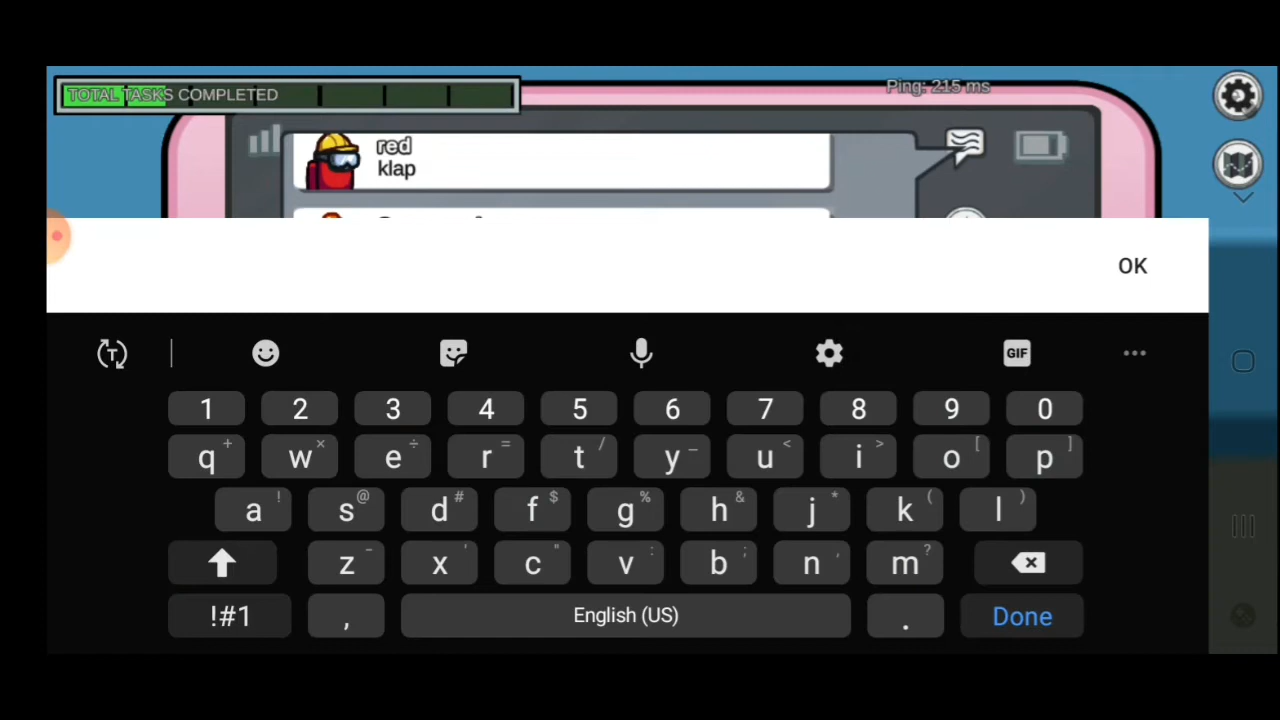 TOTAL TASKS COMPLETED
Ping: 215 ms
red
klap
OK
GIF
1 2 3 4 5 6 7 8 9 0
q + w × e ÷ r = t / y _ u < i > o [ p ]
a ! s @ d # f $ g % h & j * k ( l )
z - x ' c " v : b ; n , m ?
!#1 , English (US) . Done